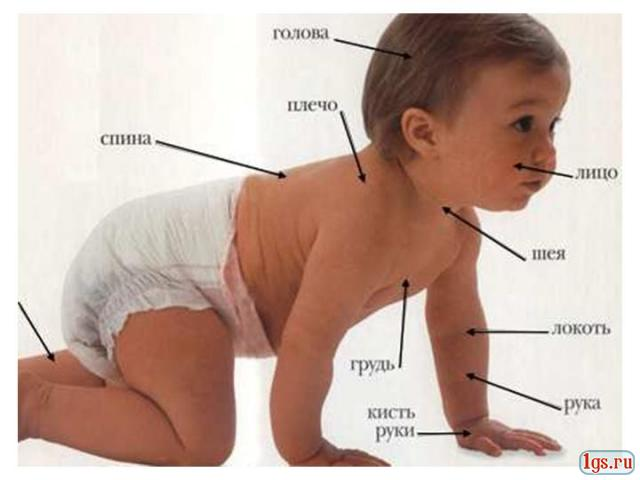 голова
плечо
спина
лицо
шея
локоть
грудь
рука
кисть
руки
1gs.ru